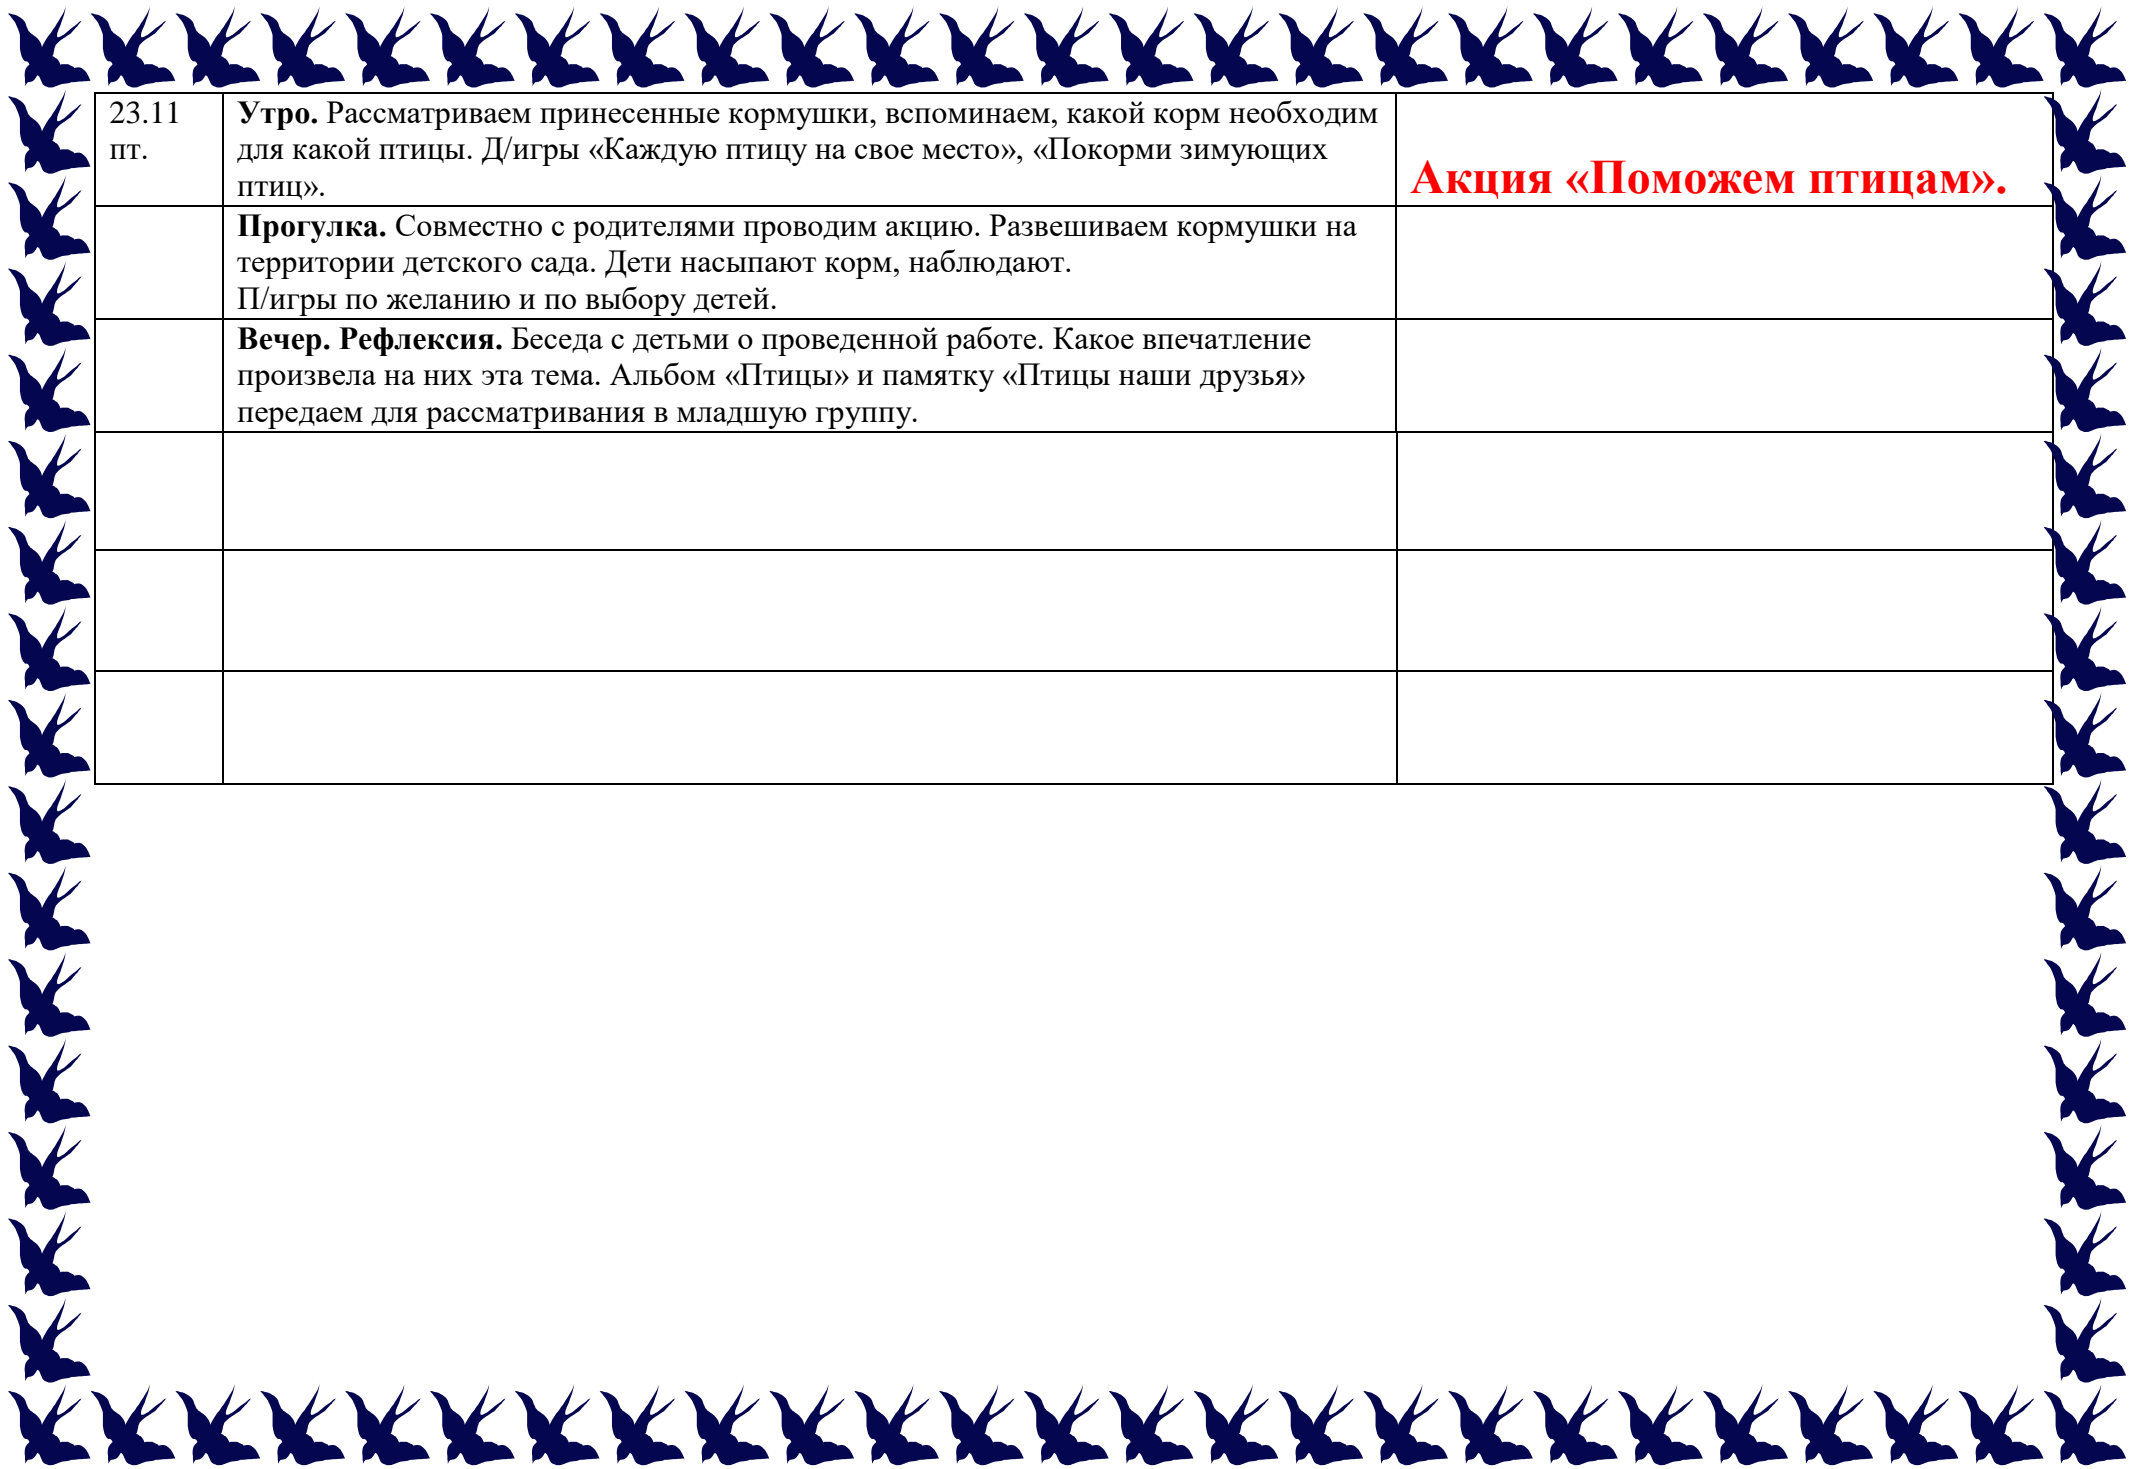 23.11
пт.
Утро. Рассматриваем принесенные кормушки, вспоминаем, какой корм необходим
для какой птицы. Д/игры «Каждую птицу на свое место», «Покорми зимующих
птиц».
Акция «Поможем птицам».
Прогулка. Совместно с родителями проводим акцию. Развешиваем кормушки на
территории детского сада. Дети насыпают корм, наблюдают.
П/игры по желанию и по выбору детей.
Вечер. Рефлексия. Беседа с детьми о проведенной работе. Какое впечатление
произвела на них эта тема. Альбом «Птицы» и памятку «Птицы наши друзья»
передаем для рассматривания в младшую группу.